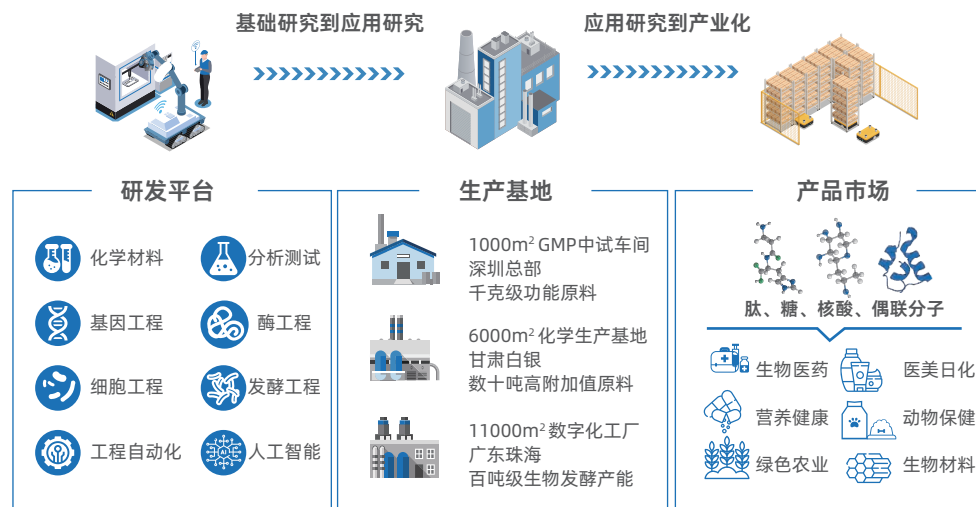 基础研究到应用研究
应用研究到产业化
研发平台
化学材料
分析测试
基因工程
酶工程
细胞工程
发酵工程
工程自动化
AI
人工智能
生产基地
1000m² GMP中试车间
深圳总部
千克级功能原料
6000m² 化学生产基地
甘肃白银
数十吨高附加值原料
11000m² 数字化工厂
广东珠海
百吨级生物发酵产能
产品市场
肽、糖、核酸、偶联分子
生物医药
医美日化
营养健康
动物保健
绿色农业
生物材料